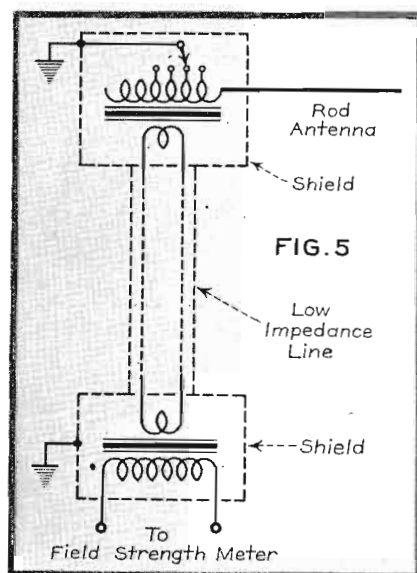 Rod
Antenna
Shield
FIG. 5
Low
Impedance
Line
Shield
To
Field Strength Meter